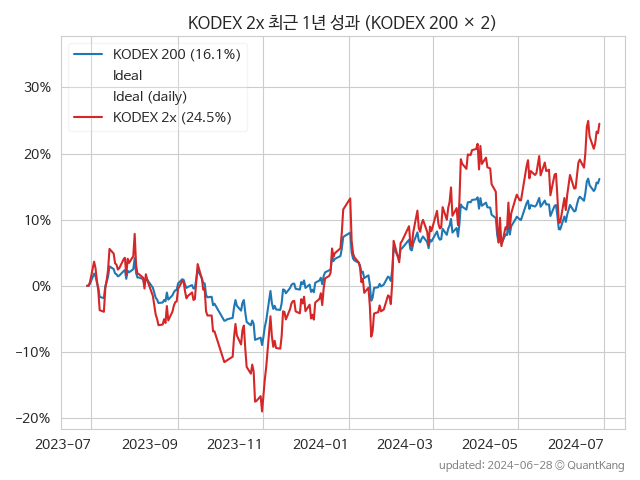 KODEX 2x 최근 1년 성과 (KODEX 200 × 2)
KODEX 200 (16.1%)
Ideal
Ideal (daily)
KODEX 2x (24.5%)
30%
20%
10%
0%
−10%
−20%
2023-07 2023-09 2023-11 2024-01 2024-03 2024-05 2024-07
updated: 2024-06-28 © QuantKang